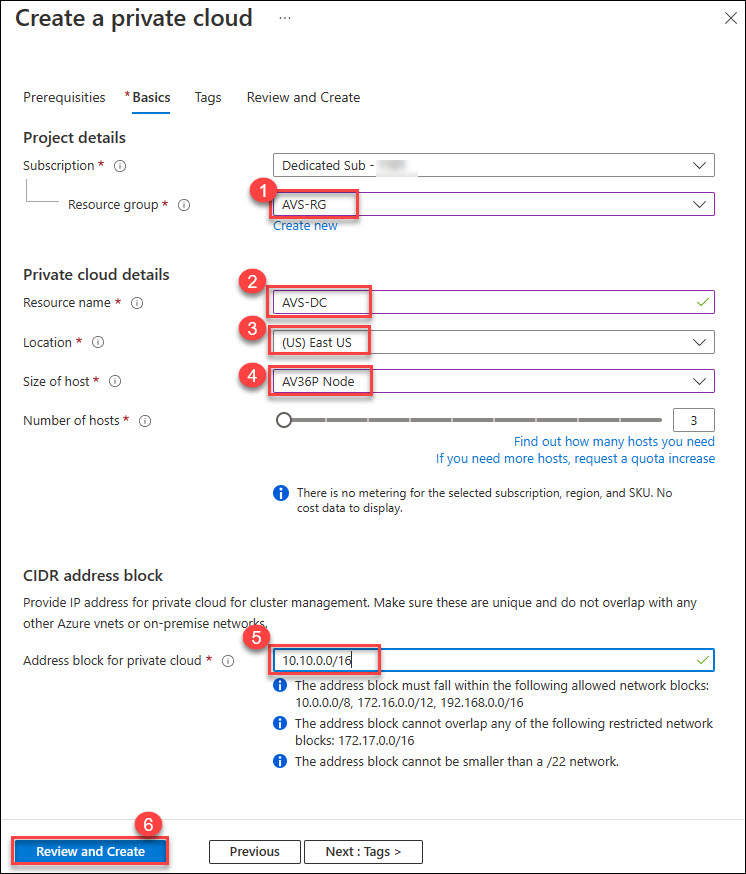 Create a private cloud ...
Prerequisities * Basics Tags Review and Create
Project details
Subscription * Dedicated Sub -
1
Resource group * AVS-RG
Create new
Private cloud details
2
Resource name * AVS-DC
3
Location * (US) East US
4
Size of host * AV36P Node
Number of hosts * 3
Find out how many hosts you need
If you need more hosts, request a quota increase
There is no metering for the selected subscription, region, and SKU. No
cost data to display.
CIDR address block
Provide IP address for private cloud for cluster management. Make sure these are unique and do not overlap with any
other Azure vnets or on-premise networks.
5
Address block for private cloud * 10.10.0.0/16
The address block must fall within the following allowed network blocks:
10.0.0.0/8, 172.16.0.0/12, 192.168.0.0/16
The address block cannot overlap any of the following restricted network
blocks: 172.17.0.0/16
The address block cannot be smaller than a /22 network.
6
Review and Create Previous Next : Tags >